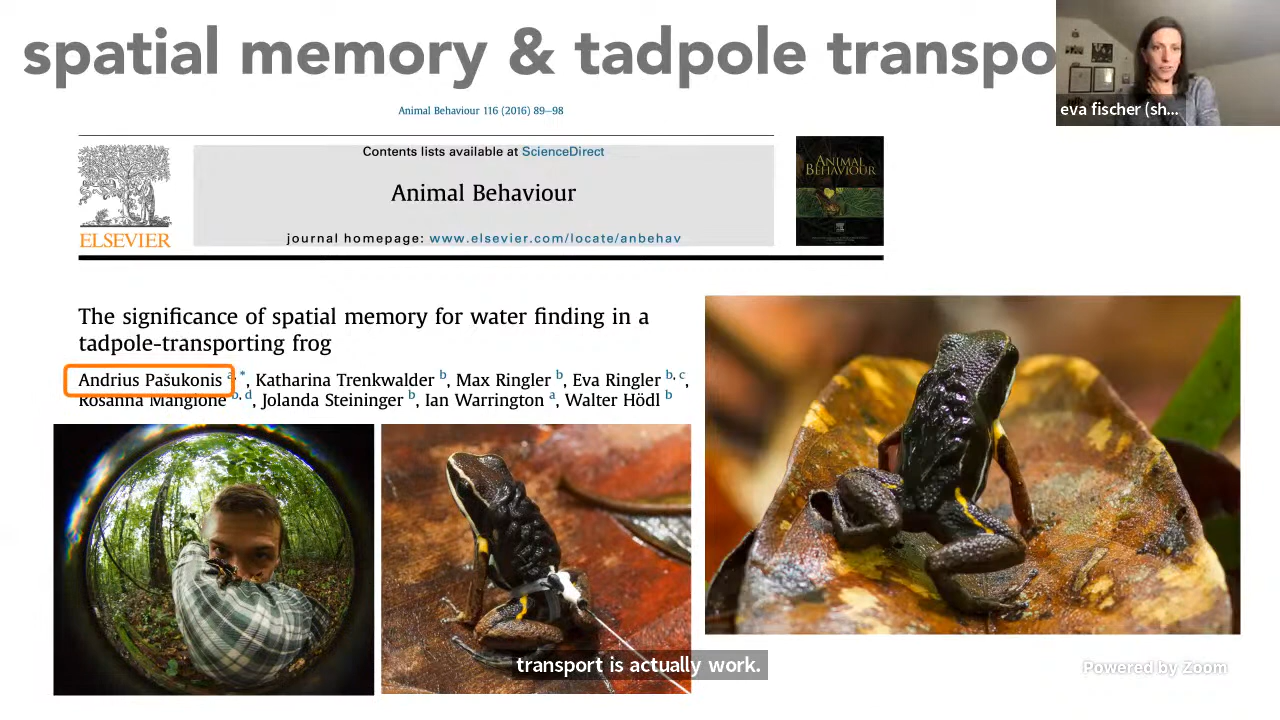 spatial memory & tadpole transpo
eva fischer (sh...
Animal Behaviour 116 (2016) 89–98
Contents lists available at ScienceDirect
ANIMAL
BEHAVIOUR
Animal Behaviour
ELSEVIER
journal homepage: www.elsevier.com/locate/anbehav
The significance of spatial memory for water finding in a
tadpole-transporting frog
Andrius Pašukonis a, *, Katharina Trenkwalder b, Max Ringler b, Eva Ringler b, c,
Rosanna Mangione b, d, Jolanda Steininger b, Ian Warrington a, Walter Hödl b
transport is actually work.
Powered by Zoom